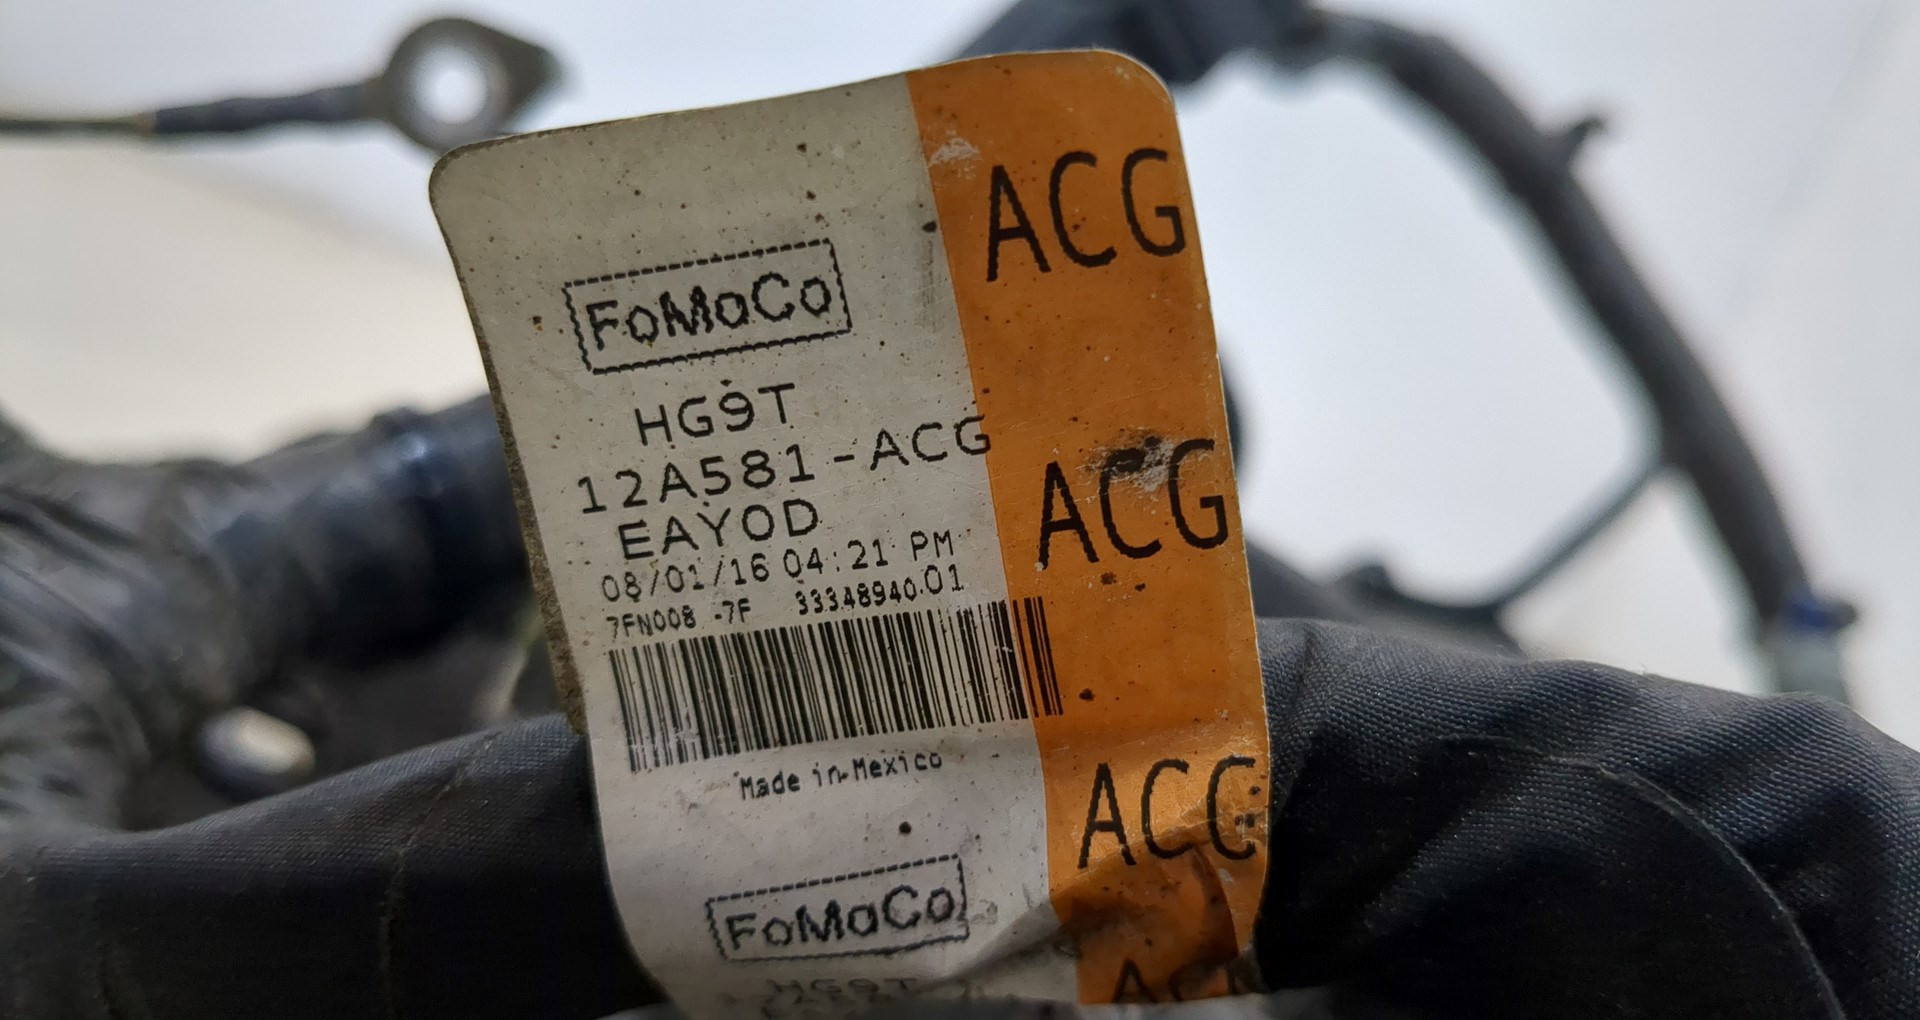 FoMoCo
HG9T
12A581-ACG
EAYOD
08/01/16 04:21 PM
7FN008 -7F 33348940.01
Made in Mexico
FoMoCo
HG9T
ACG
ACG
ACG